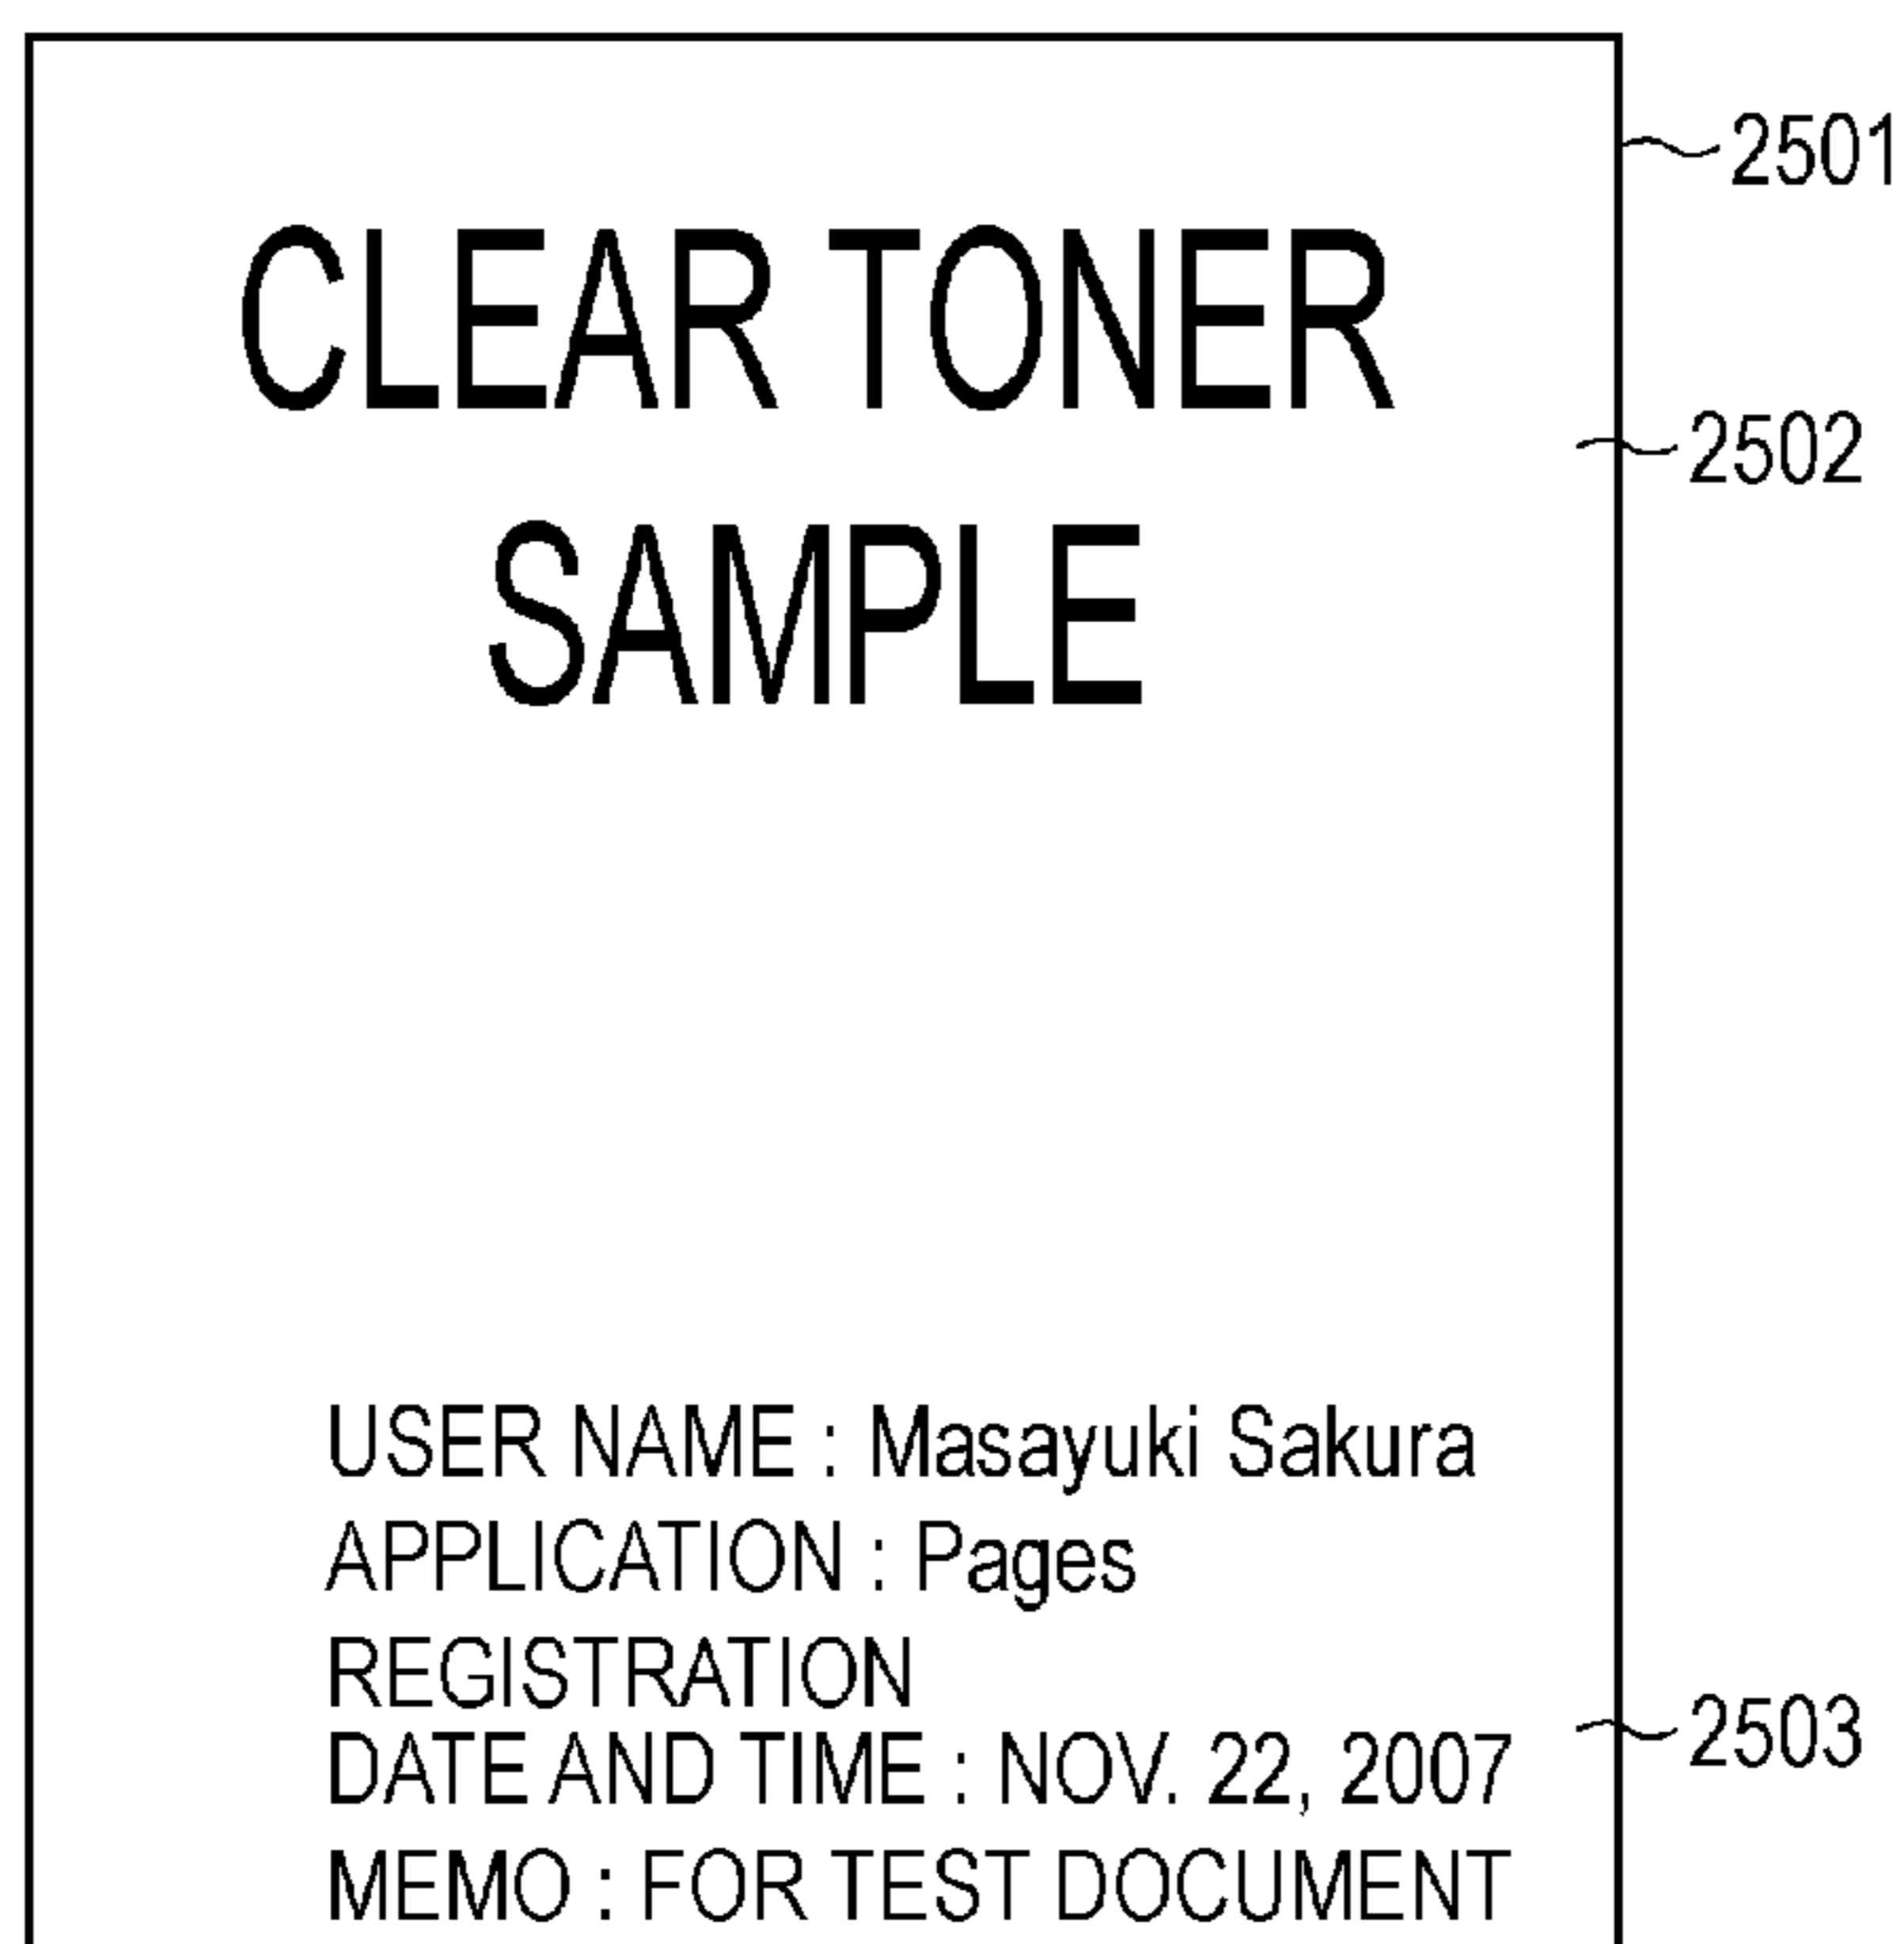 2501
CLEAR TONER
2502
SAMPLE
USER NAME : Masayuki Sakura
APPLICATION : Pages
REGISTRATION
DATE AND TIME : NOV. 22, 2007
2503
MEMO : FOR TEST DOCUMENT